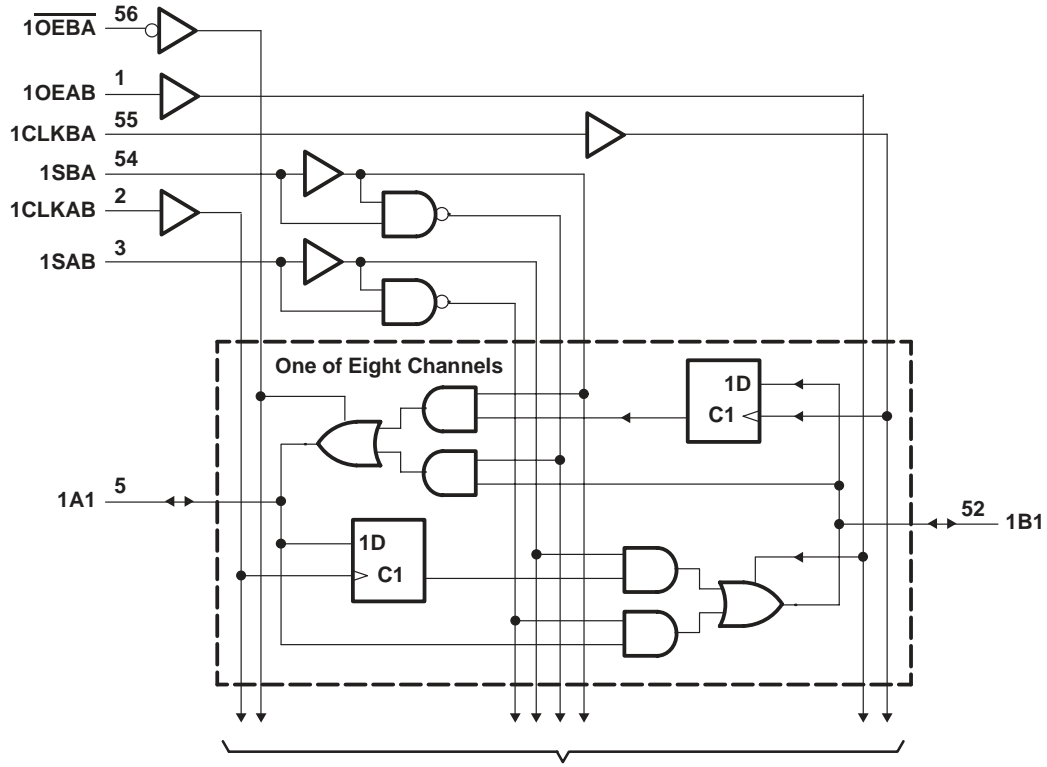 56
1O̅E̅B̅A̅
1
1OEAB
55
1CLKBA
54
1SBA
2
1CLKAB
3
1SAB
One of Eight Channels
1D
C1
5
1A1
52
1B1
1D
C1